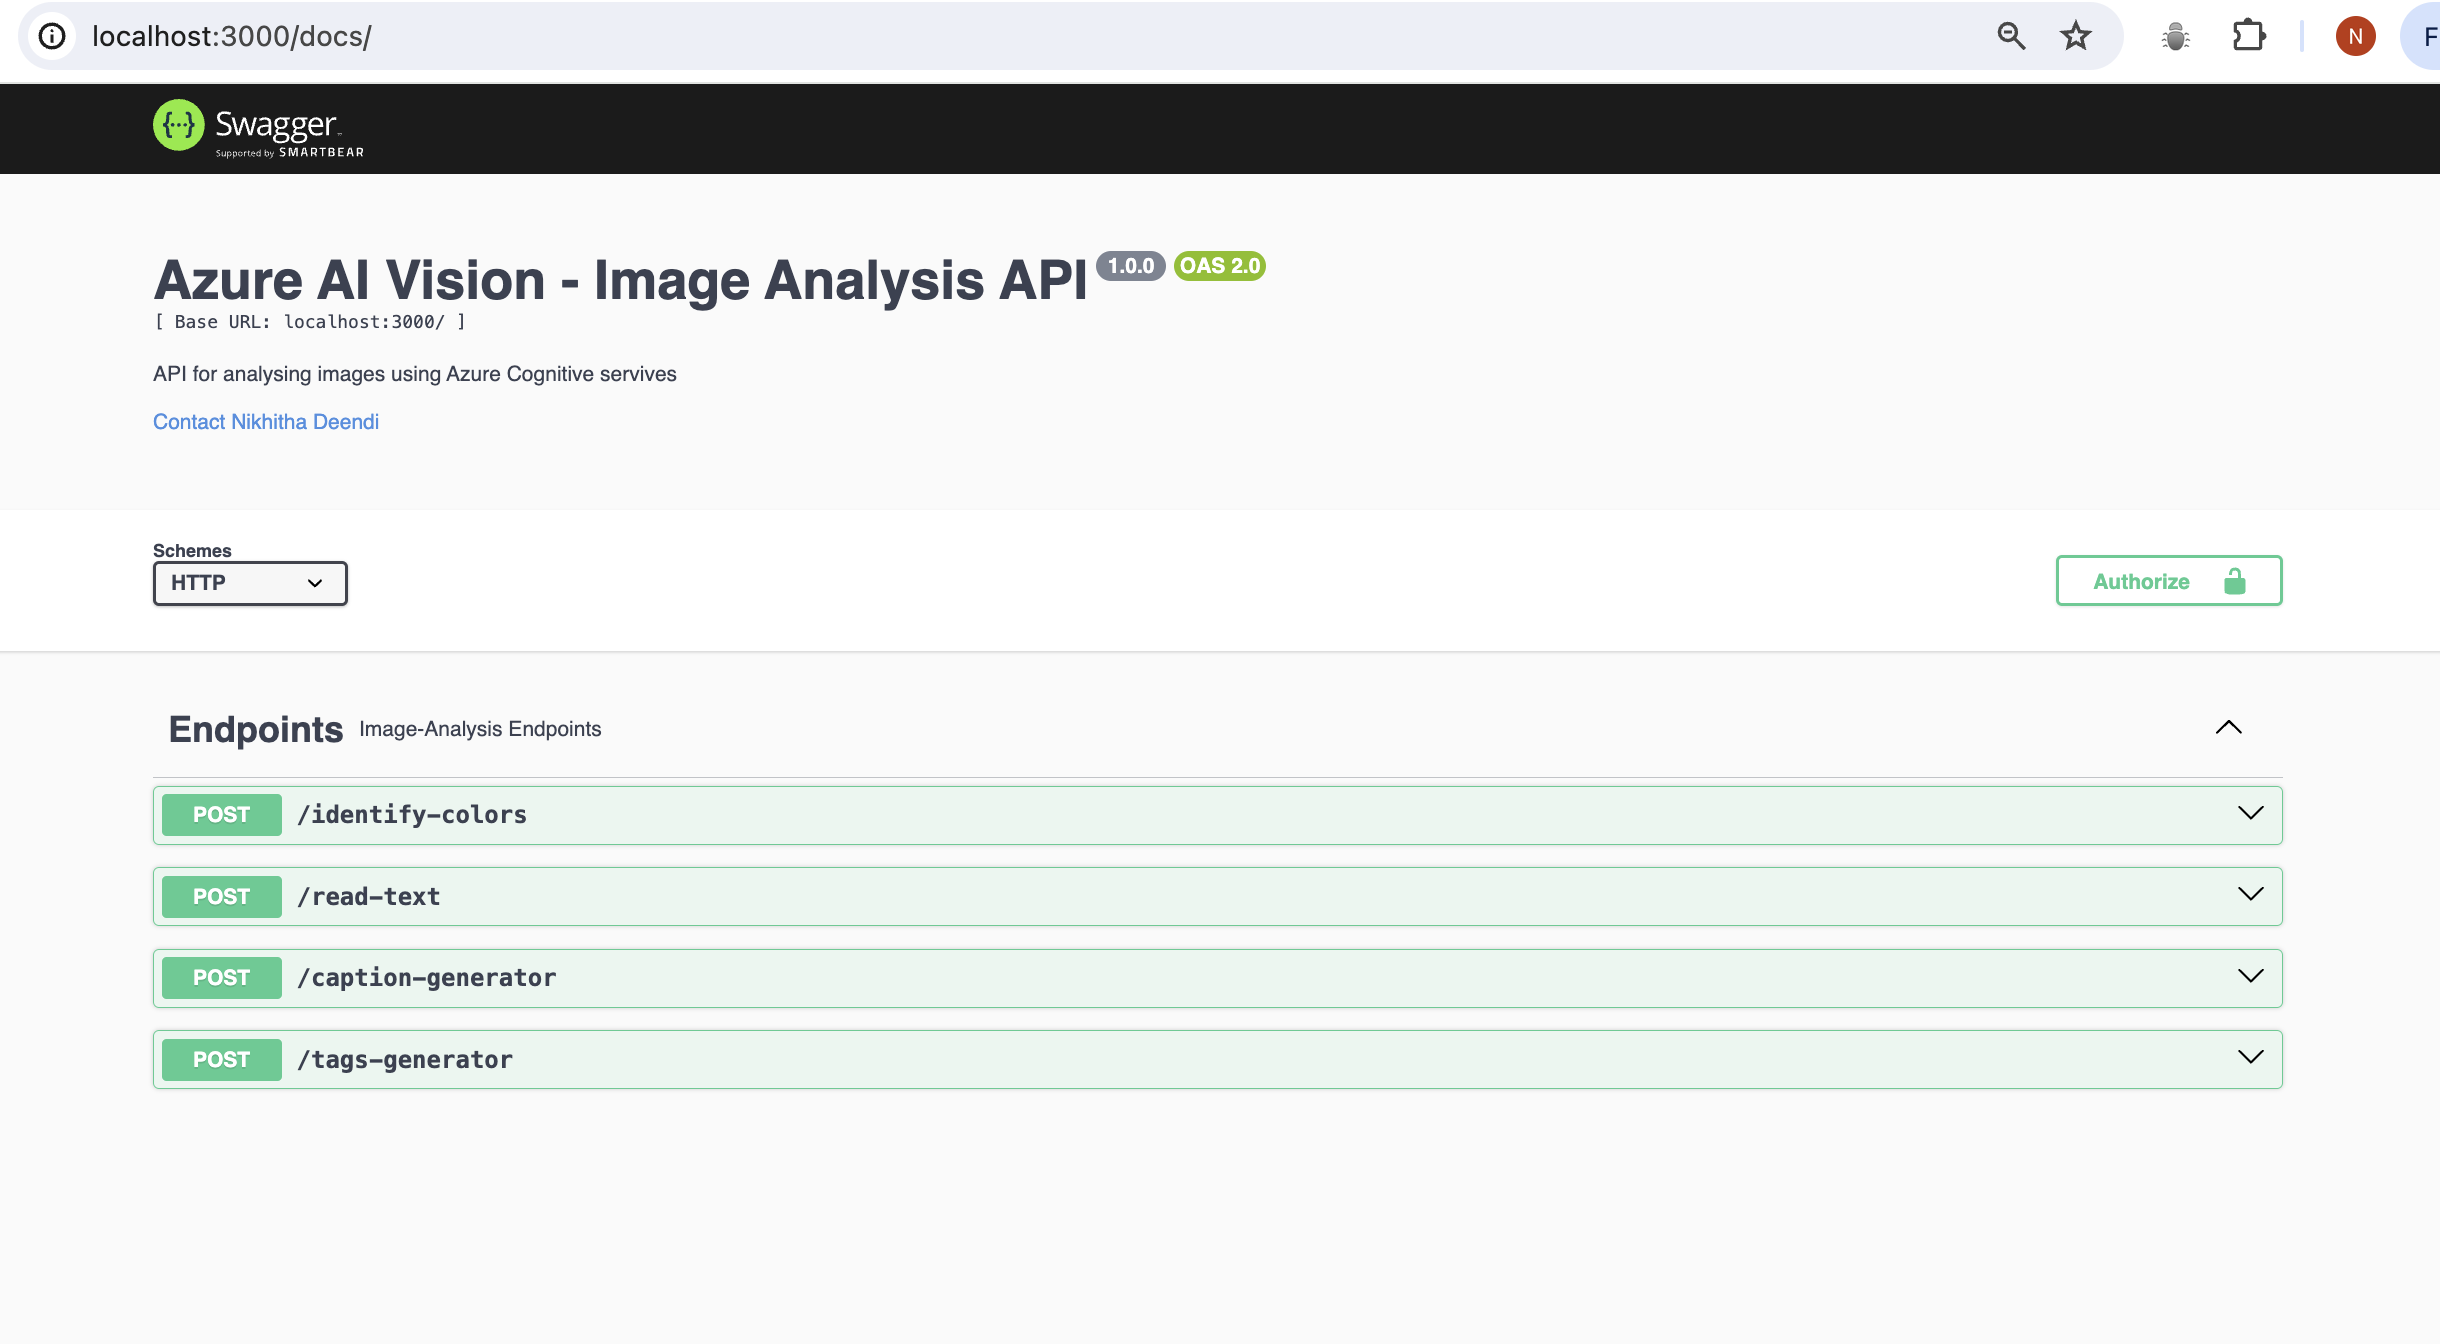 localhost:3000/docs/
N
F
{...} Swagger
Supported by SMARTBEAR
Azure AI Vision - Image Analysis API 1.0.0 OAS 2.0
[ Base URL: localhost:3000/ ]
API for analysing images using Azure Cognitive servives
Contact Nikhitha Deendi
Schemes
HTTP
Authorize
Endpoints Image-Analysis Endpoints
POST /identify-colors
POST /read-text
POST /caption-generator
POST /tags-generator